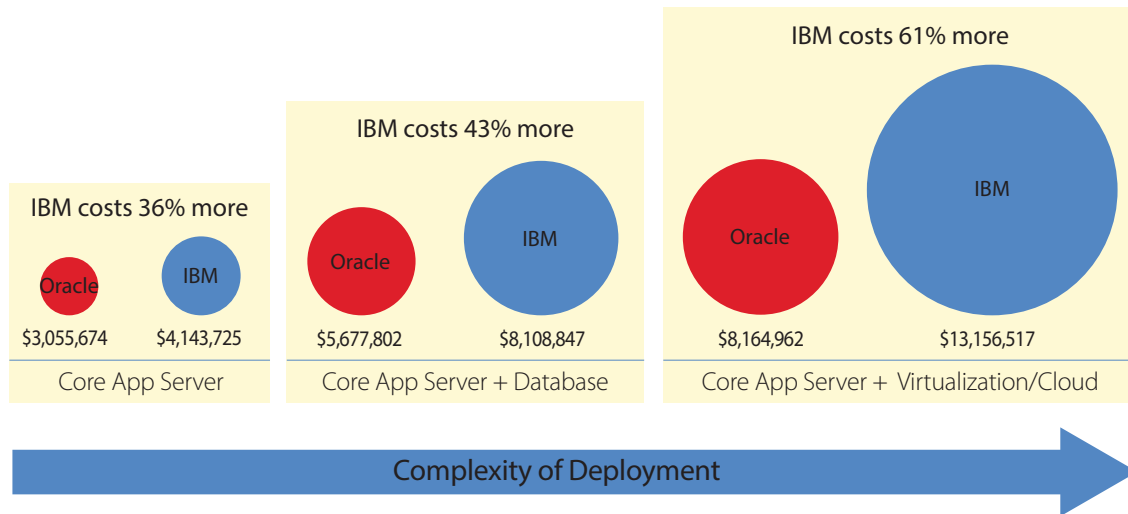 IBM costs 36% more
Oracle
IBM
$3,055,674
$4,143,725
Core App Server
IBM costs 43% more
Oracle
IBM
$5,677,802
$8,108,847
Core App Server + Database
IBM costs 61% more
Oracle
IBM
$8,164,962
$13,156,517
Core App Server + Virtualization/Cloud
Complexity of Deployment